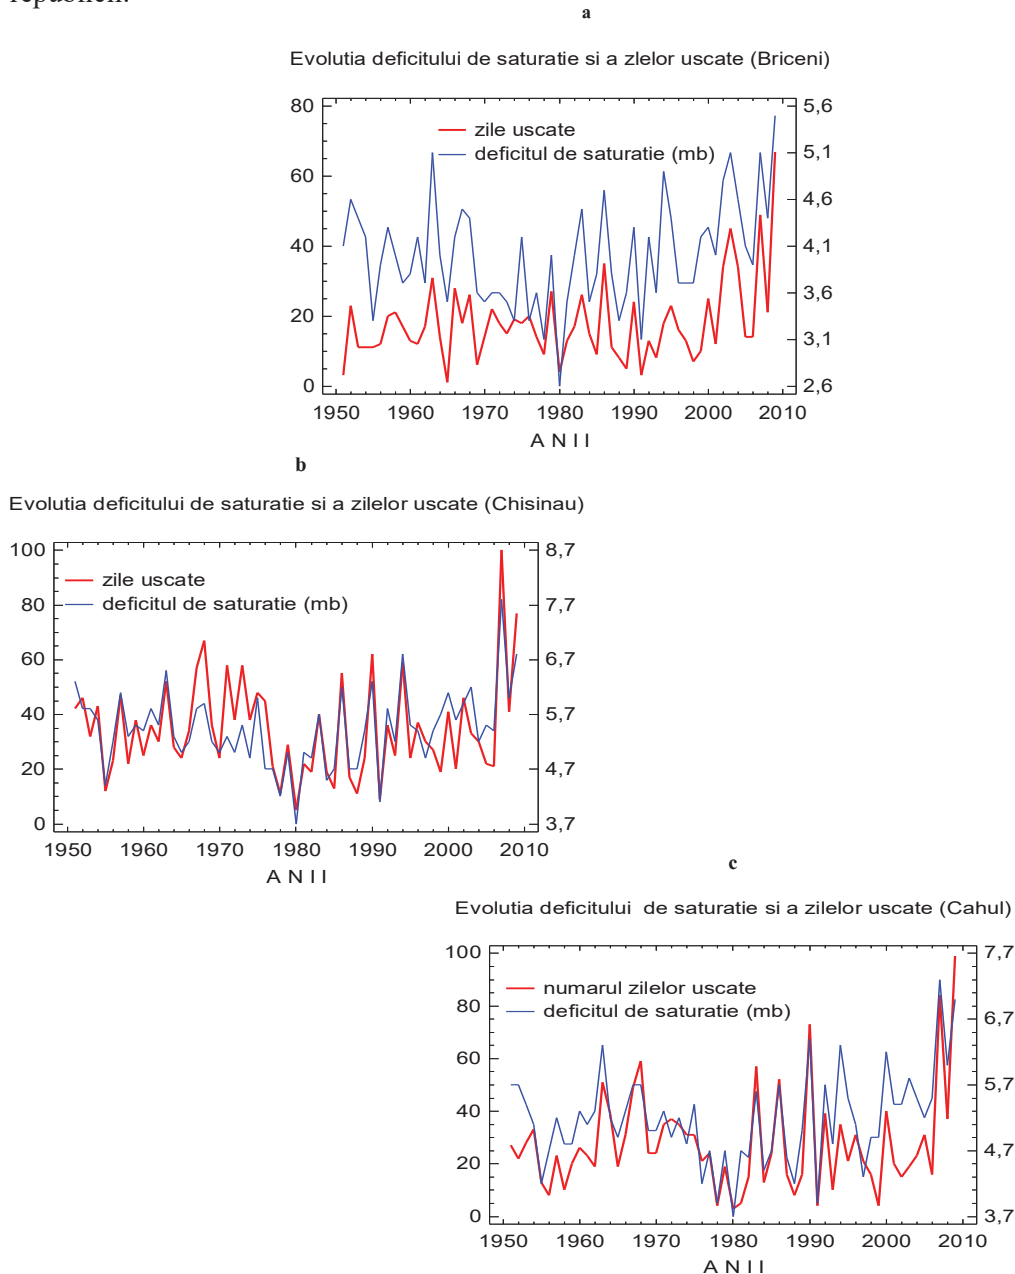 republicii.
a
Evolutia deficitului de saturatie si a zlelor uscate (Briceni)
80
60
40
20
0
zile uscate
deficitul de saturatie (mb)
5,6
5,1
4,6
4,1
3,6
3,1
2,6
1950 1960 1970 1980 1990 2000 2010
A N I I
b
Evolutia deficitului de saturatie si a zilelor uscate (Chisinau)
100
80
60
40
20
0
zile uscate
deficitul de saturatie (mb)
8,7
7,7
6,7
5,7
4,7
3,7
1950 1960 1970 1980 1990 2000 2010
A N I I
c
Evolutia deficitului de saturatie si a zilelor uscate (Cahul)
100
80
60
40
20
0
numarul zilelor uscate
deficitul de saturatie (mb)
7,7
6,7
5,7
4,7
3,7
1950 1960 1970 1980 1990 2000 2010
A N I I